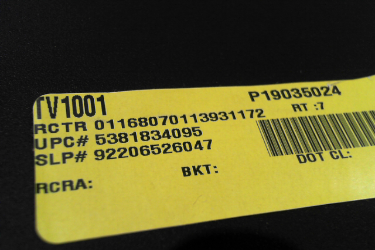 TV1001 P19035024
RCTR 01168070113931172 RT :7
UPC# 5381834095
SLP# 92206526047
BKT: DOT CL:
RCRA: